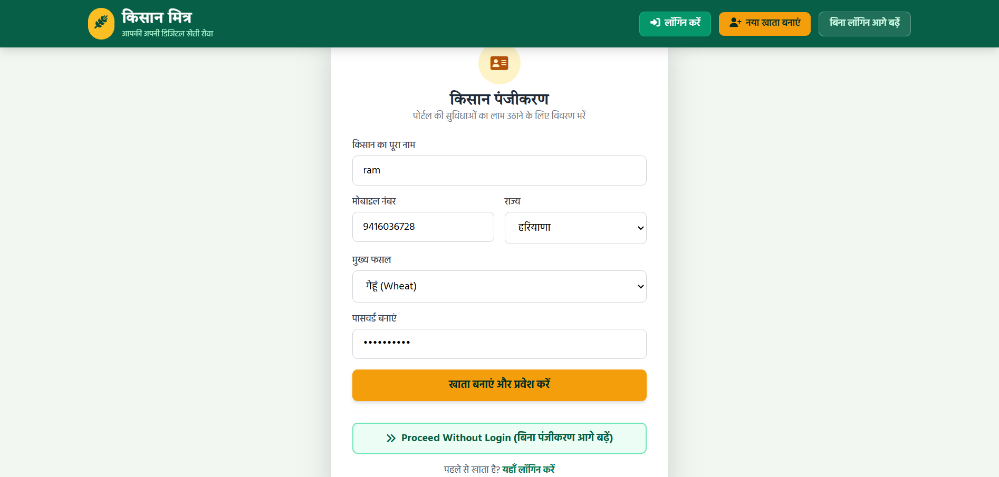 किसान मित्र
आपकी अपनी डिजिटल खेती सेवा
लॉगिन करें
नया खाता बनाएं
बिना लॉगिन आगे बढ़ें
किसान पंजीकरण
पोर्टल की सुविधाओं का लाभ उठाने के लिए विवरण भरें
किसान का पूरा नाम
ram
मोबाइल नंबर
राज्य
9416036728
हरियाणा
मुख्य फसल
गेहूं (Wheat)
पासवर्ड बनाएं
••••••••••
खाता बनाएं और प्रवेश करें
Proceed Without Login (बिना पंजीकरण आगे बढ़ें)
पहले से खाता है? यहाँ लॉगिन करें